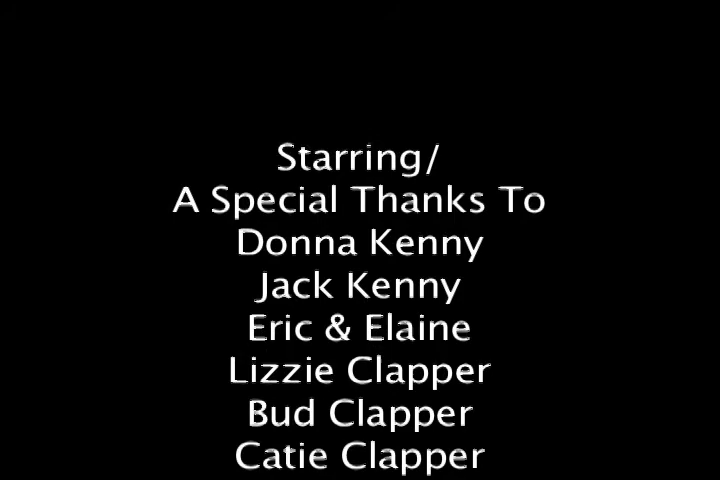 Starring/
A Special Thanks To
Donna Kenny
Jack Kenny
Eric & Elaine
Lizzie Clapper
Bud Clapper
Catie Clapper